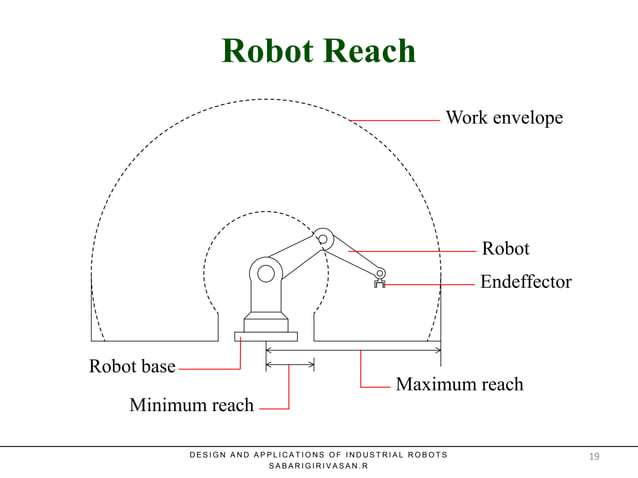 Robot Reach
Work envelope
Robot
Endeffector
Robot base
Maximum reach
Minimum reach
DESIGN AND APPLICATIONS OF INDUSTRIAL ROBOTS
SABARIGIRIVASAN.R
19